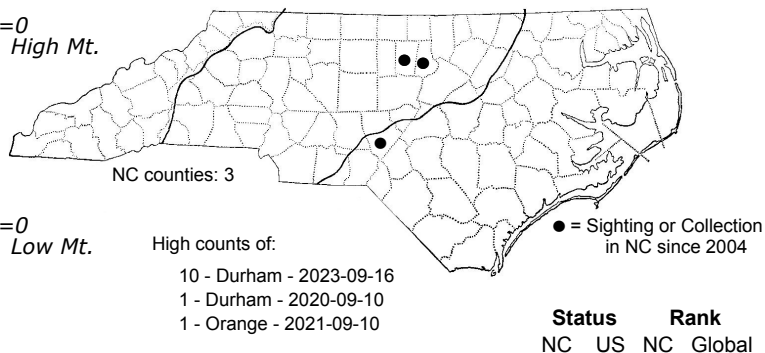 =0
High Mt.
NC counties: 3
=0
Low Mt.
High counts of:
10 - Durham - 2023-09-16
1 - Durham - 2020-09-10
1 - Orange - 2021-09-10
● = Sighting or Collection
in NC since 2004
Status Rank
NC US NC Global